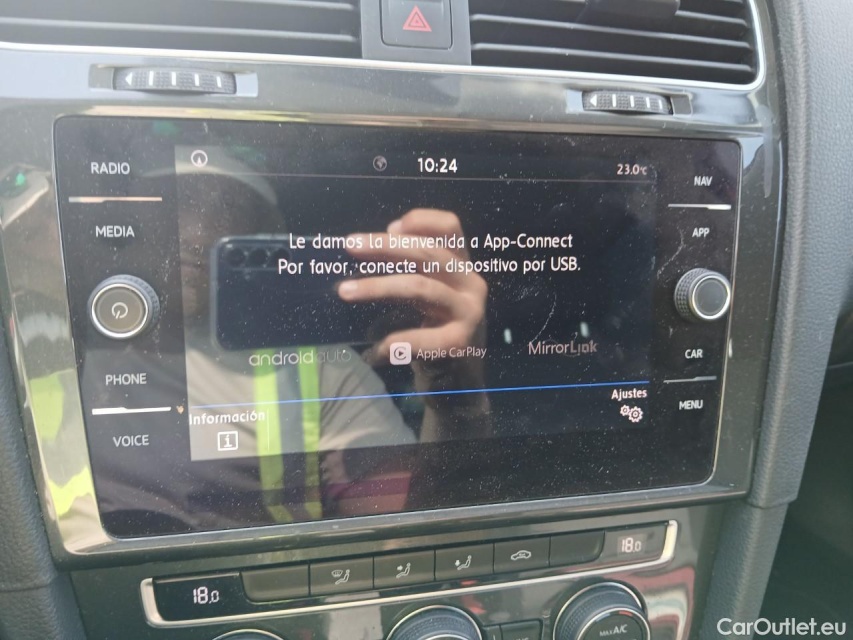 RADIO
MEDIA
PHONE
VOICE
10:24
23.0°C
Le damos la bienvenida a App-Connect
Por favor, conecte un dispositivo por USB.
androidauto
Apple CarPlay
MirrorLink
Información
i
Ajustes
NAV
APP
CAR
MENU
18.0
18.0
MAX A/C
CarOutlet.eu